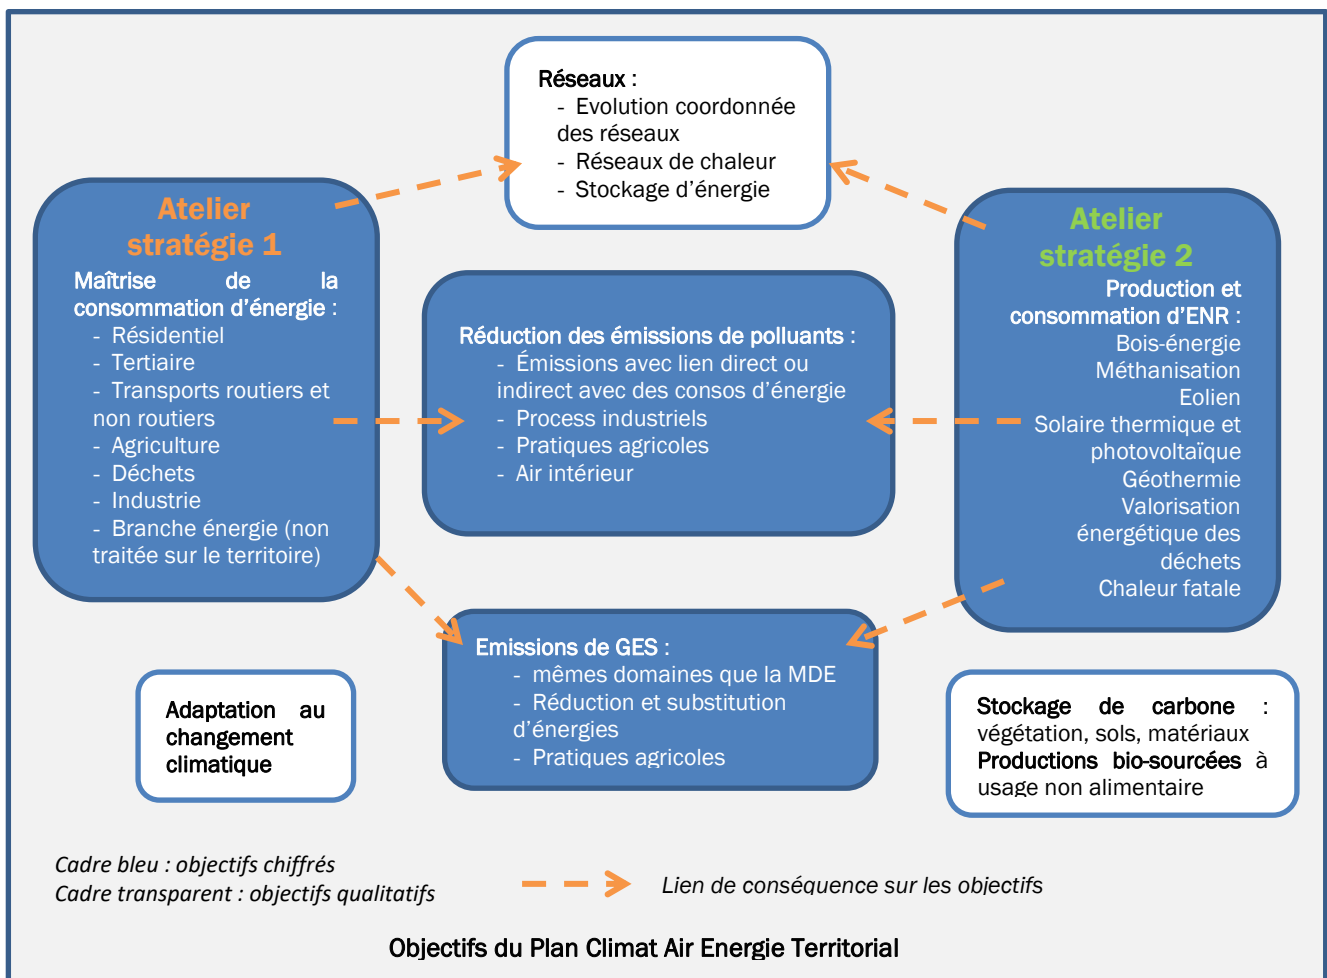 Réseaux :
- Evolution coordonnée
des réseaux
- Réseaux de chaleur
- Stockage d’énergie
Atelier
stratégie 1
Maîtrise de la
consommation d’énergie :
- Résidentiel
- Tertiaire
- Transports routiers et
non routiers
- Agriculture
- Déchets
- Industrie
- Branche énergie (non
traitée sur le territoire)
Réduction des émissions de polluants :
- Émissions avec lien direct ou
indirect avec des consos d’énergie
- Process industriels
- Pratiques agricoles
- Air intérieur
Atelier
stratégie 2
Production et
consommation d’ENR :
Bois-énergie
Méthanisation
Eolien
Solaire thermique et
photovoltaïque
Géothermie
Valorisation
énergétique des
déchets
Chaleur fatale
Emissions de GES :
- mêmes domaines que la MDE
- Réduction et substitution
d’énergies
- Pratiques agricoles
Adaptation au
changement
climatique
Stockage de carbone :
végétation, sols, matériaux
Productions bio-sourcées à
usage non alimentaire
Cadre bleu : objectifs chiffrés
Cadre transparent : objectifs qualitatifs
Lien de conséquence sur les objectifs
Objectifs du Plan Climat Air Energie Territorial